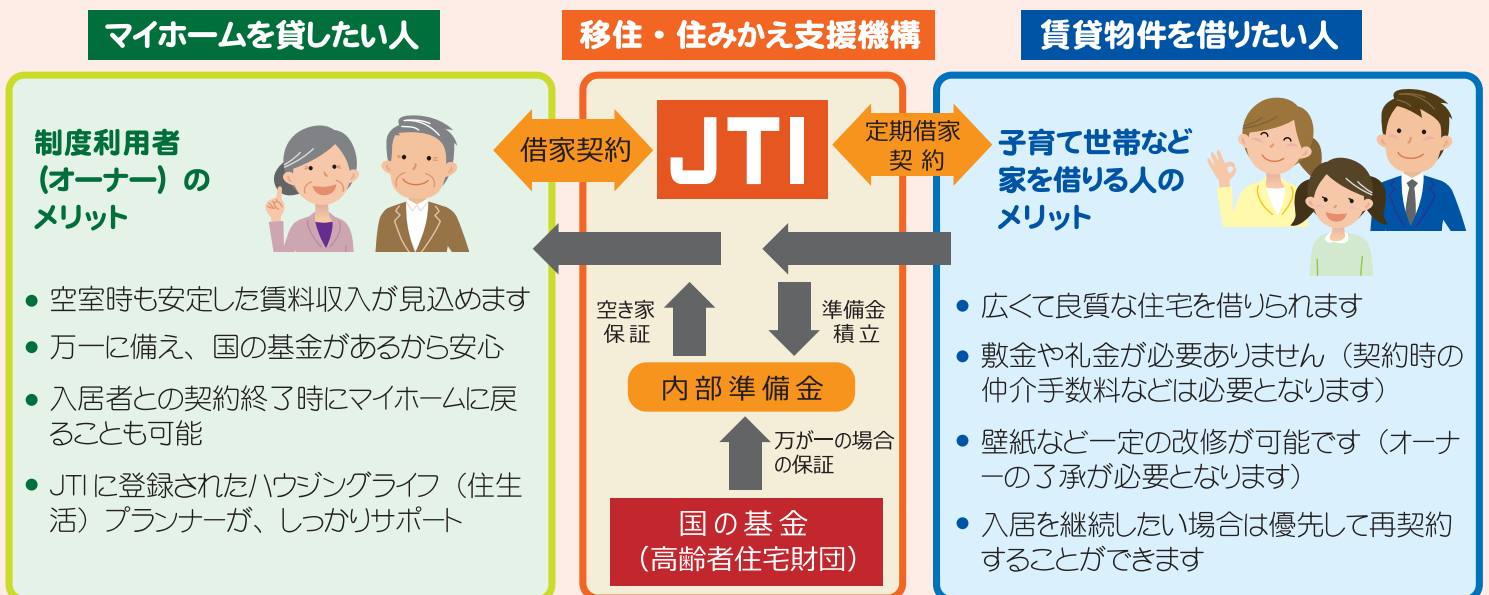 マイホームを貸したい人
移住・住みかえ支援機構
賃貸物件を借りたい人
制度利用者
(オーナー)の
メリット
借家契約
JTI
定期借家
契約
子育て世帯など
家を借りる人の
メリット
● 空室時も安定した賃料収入が見込めます
● 万一に備え、国の基金があるから安心
● 入居者との契約終了時にマイホームに戻
ることも可能
● JTIに登録されたハウジングライフ(住生
活)プランナーが、しっかりサポート
空き家
保証
準備金
積立
内部準備金
万が一の場合
の保証
国の基金
(高齢者住宅財団)
● 広くて良質な住宅を借りられます
● 敷金や礼金が必要ありません(契約時の
仲介手数料などは必要となります)
● 壁紙など一定の改修が可能です(オーナ
ーの了承が必要となります)
● 入居を継続したい場合は優先して再契約
することができます